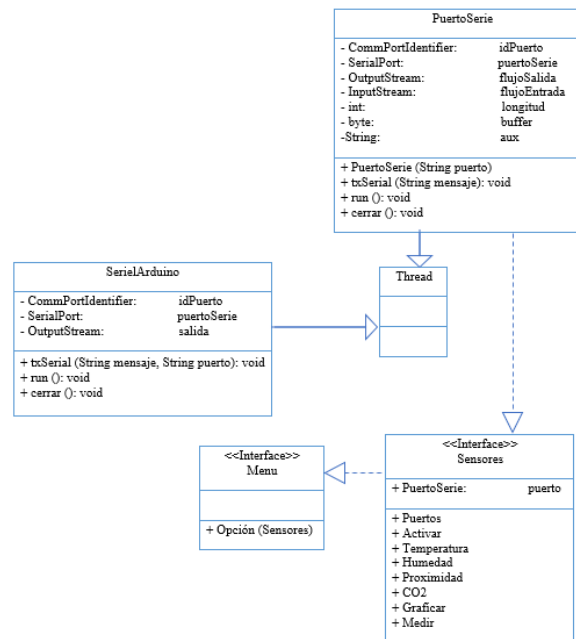 PuertoSerie
- CommPortIdentifier: idPuerto
- SerialPort: puertoSerie
- OutputStream: flujoSalida
- InputStream: flujoEntrada
- int: longitud
- byte: buffer
-String: aux
+ PuertoSerie (String puerto)
+ txSerial (String mensaje): void
+ run (): void
+ cerrar (): void
SerielArduino
- CommPortIdentifier: idPuerto
- SerialPort: puertoSerie
- OutputStream: salida
+ txSerial (String mensaje, String puerto): void
+ run (): void
+ cerrar (): void
Thread
<<Interface>>
Menu
+ Opción (Sensores)
<<Interface>>
Sensores
+ PuertoSerie: puerto
+ Puertos
+ Activar
+ Temperatura
+ Humedad
+ Proximidad
+ CO2
+ Graficar
+ Medir